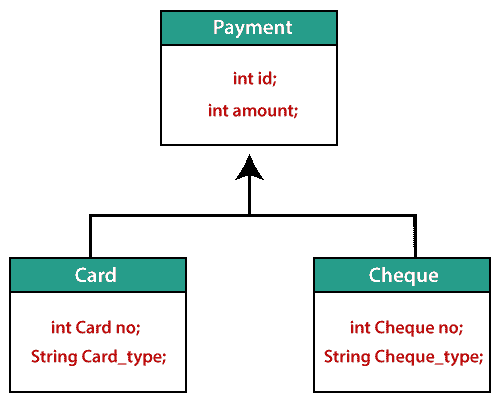 Payment
int id;
int amount;
Card
int Card no;
String Card_type;
Cheque
int Cheque no;
String Cheque_type;